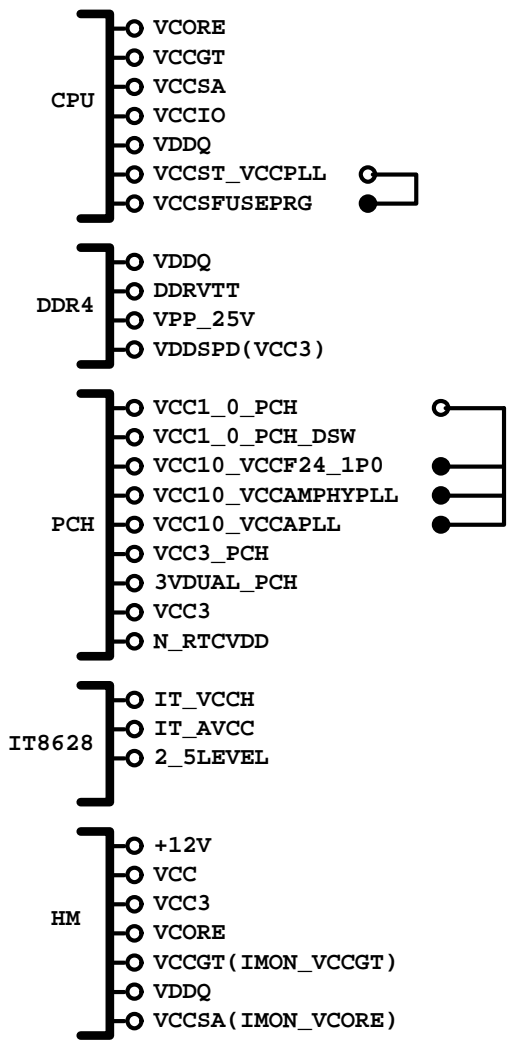 VCORE
VCCGT
VCCSA
CPU
VCCIO
VDDQ
VCCST_VCCPLL
VCCSFUSEPRG
VDDQ
DDRVTT
DDR4
VPP_25V
VDDSPD(VCC3)
VCC1_0_PCH
VCC1_0_PCH_DSW
VCC10_VCCF24_1P0
VCC10_VCCAMPHYPLL
PCH VCC10_VCCAPLL
VCC3_PCH
3VDUAL_PCH
VCC3
N_RTCVDD
IT_VCCH
IT_AVCC
IT8628
2_5LEVEL
+12V
VCC
VCC3
HM
VCORE
VCCGT(IMON_VCCGT)
VDDQ
VCCSA(IMON_VCORE)